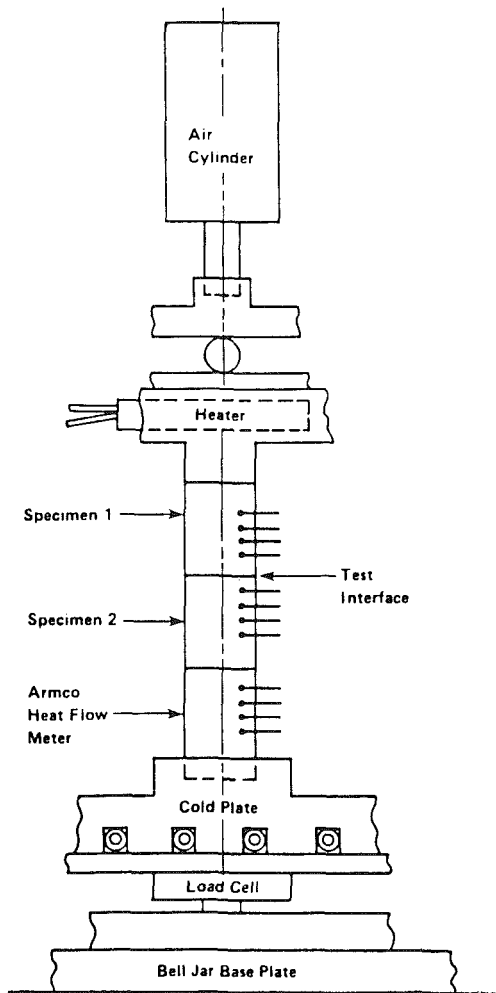 Air
Cylinder
Heater
Specimen 1
Test
Interface
Specimen 2
Armco
Heat Flow
Meter
Cold Plate
Load Cell
Bell Jar Base Plate